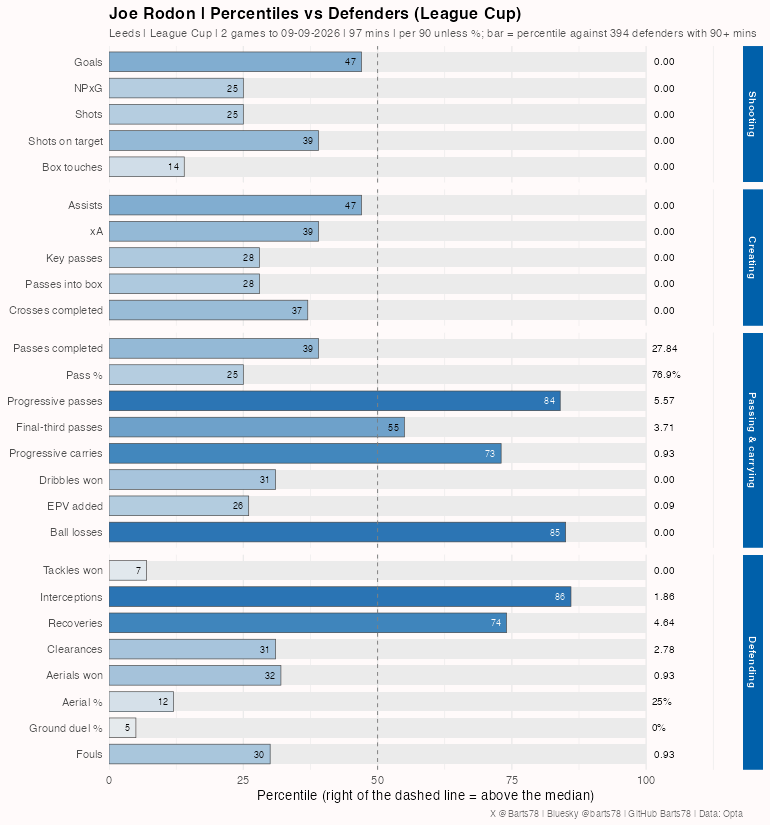 Joe Rodon | Percentiles vs Defenders (League Cup)
Leeds | League Cup | 2 games to 09-09-2026 | 97 mins | per 90 unless %; bar = percentile against 394 defenders with 90+ mins
Goals 47 0.00
NPxG 25 0.00
Shots 25 0.00
Shots on target 39 0.00
Box touches 14 0.00
Shooting
Assists 47 0.00
xA 39 0.00
Key passes 28 0.00
Passes into box 28 0.00
Crosses completed 37 0.00
Creating
Passes completed 39 27.84
Pass % 25 76.9%
Progressive passes 84 5.57
Final-third passes 55 3.71
Progressive carries 73 0.93
Dribbles won 31 0.00
EPV added 26 0.09
Ball losses 85 0.00
Passing & carrying
Tackles won 7 0.00
Interceptions 86 1.86
Recoveries 74 4.64
Clearances 31 2.78
Aerials won 32 0.93
Aerial % 12 25%
Ground duel % 5 0%
Fouls 30 0.93
Defending
0 25 50 75 100
Percentile (right of the dashed line = above the median)
X @Barts78 | Bluesky @barts78 | GitHub Barts78 | Data: Opta